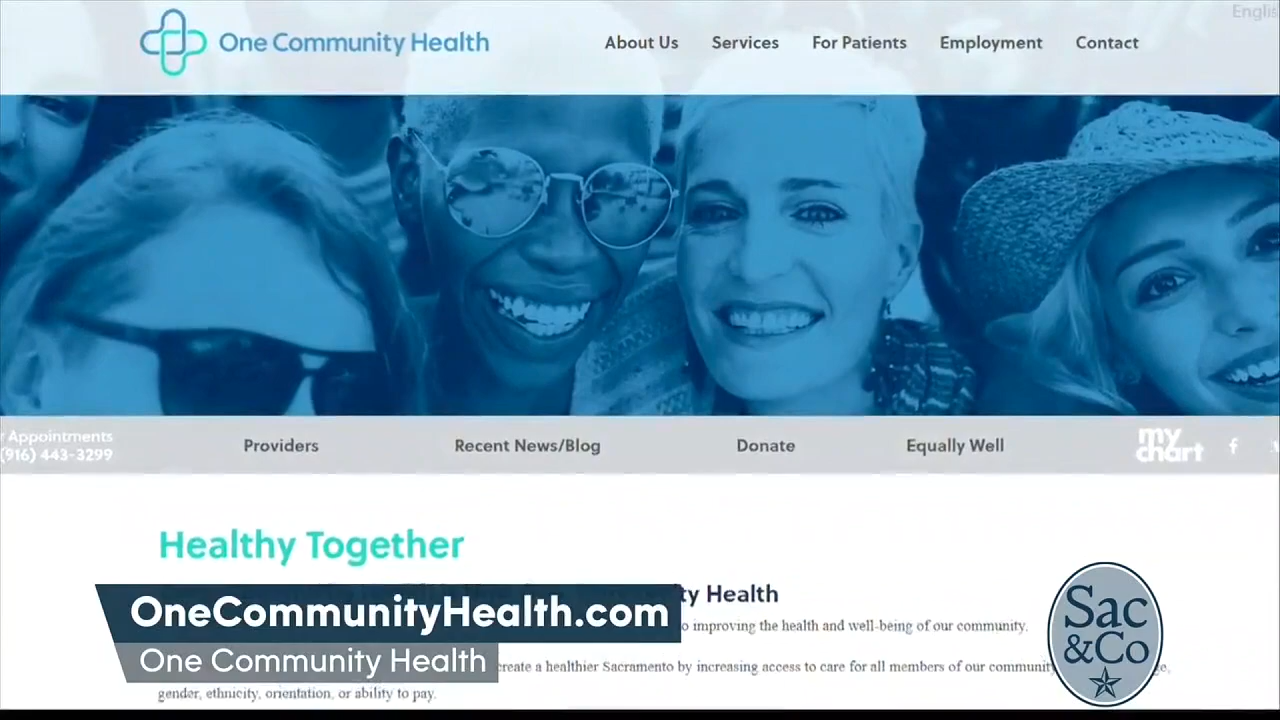 Englis
One Community Health
About Us Services For Patients Employment Contact
r Appointments
(916) 443-3299
Providers Recent News/Blog Donate Equally Well
my
chart
f
Healthy Together
ty Health
OneCommunityHealth.com
o improving the health and well-being of our community.
One Community Health
create a healthier Sacramento by increasing access to care for all members of our community
gender, ethnicity, orientation, or ability to pay.
Sac
&Co